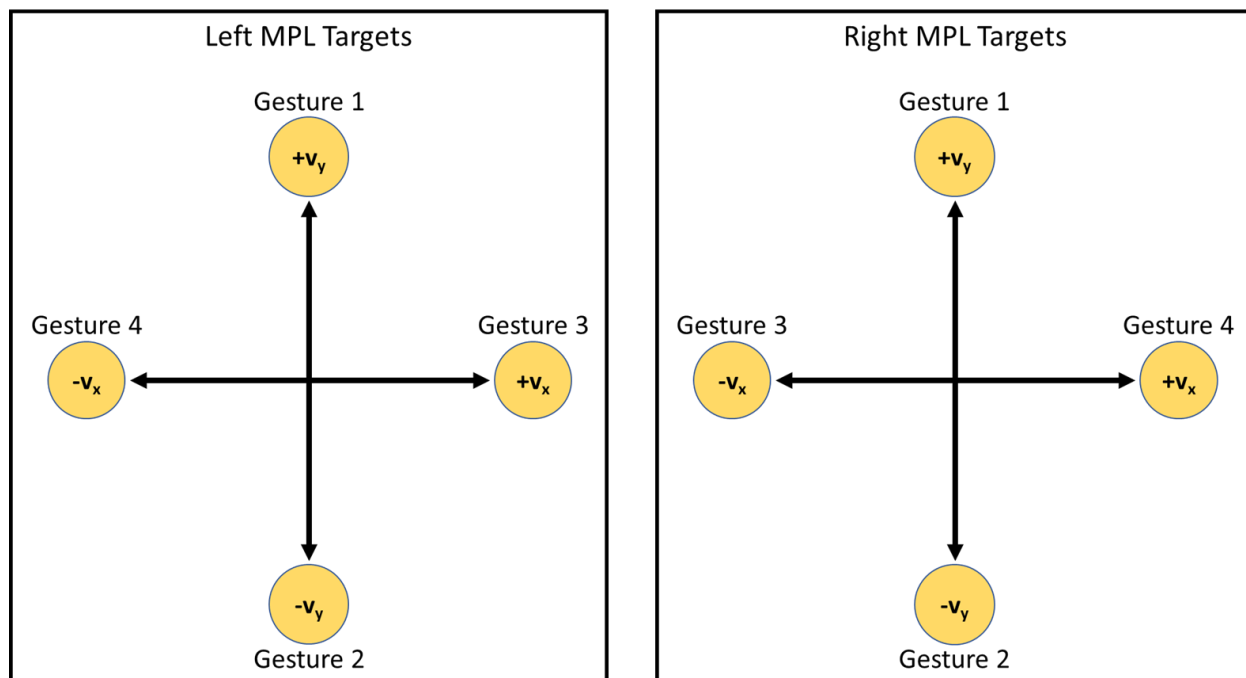 Left MPL Targets
Gesture 1
+vy
Gesture 4
Gesture 3
-vx
+vx
-vy
Gesture 2
Right MPL Targets
Gesture 1
+vy
Gesture 3
Gesture 4
-vx
+vx
-vy
Gesture 2